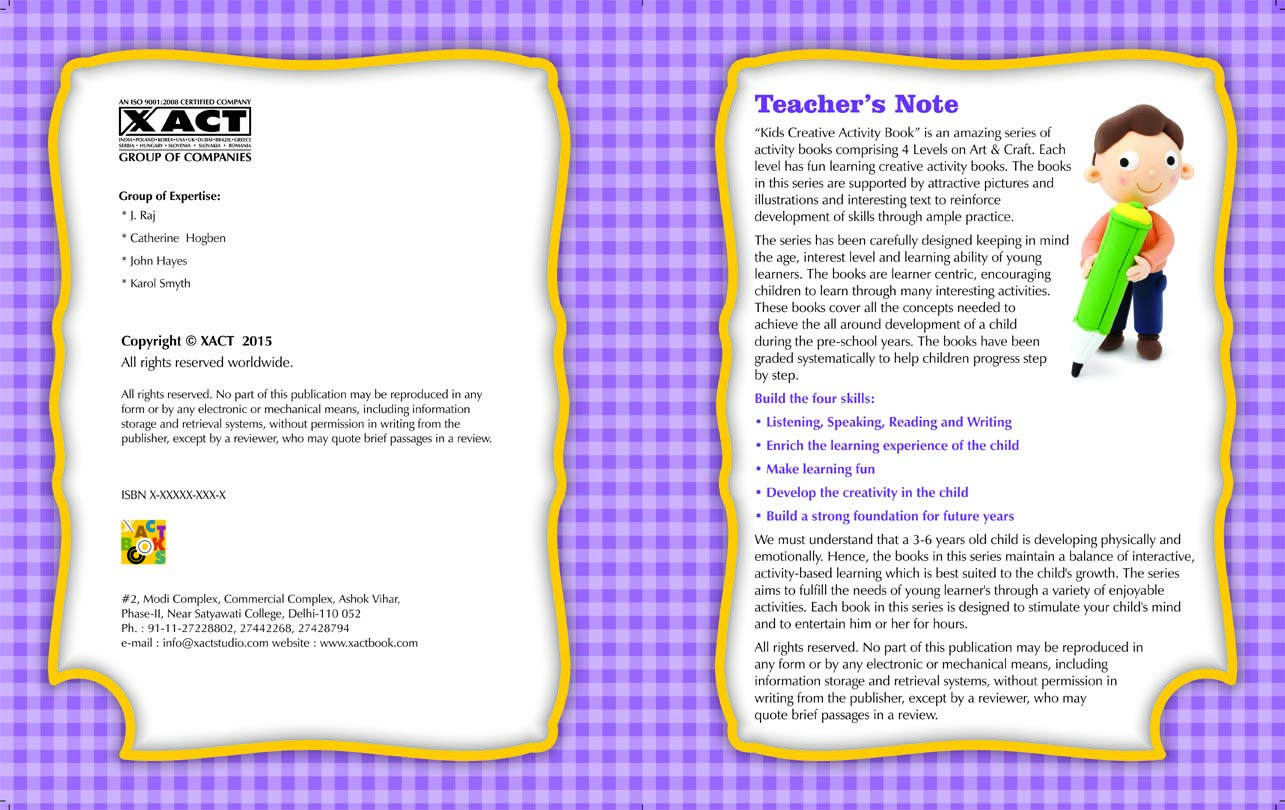 AN ISO 9001:2008 CERTIFIED COMPANY
XACT
INDIA•POLAND•KOREA•USA•UK•DUBAI•BRAZIL•GREECE
SERBIA • HUNGARY • SLOVENIA • SLOVAKIA • ROMANIA
GROUP OF COMPANIES
Group of Expertise:
* J. Raj
* Catherine Hogben
* John Hayes
* Karol Smyth
Copyright © XACT 2015
All rights reserved worldwide.
All rights reserved. No part of this publication may be reproduced in any
form or by any electronic or mechanical means, including information
storage and retrieval systems, without permission in writing from the
publisher, except by a reviewer, who may quote brief passages in a review.
ISBN X-XXXXX-XXX-X
XACT
BOOKS
#2, Modi Complex, Commercial Complex, Ashok Vihar,
Phase-II, Near Satyawati College, Delhi-110 052
Ph. : 91-11-27228802, 27442268, 27428794
e-mail : info@xactstudio.com website : www.xactbook.com
Teacher's Note
“Kids Creative Activity Book” is an amazing series of
activity books comprising 4 Levels on Art & Craft. Each
level has fun learning creative activity books. The books
in this series are supported by attractive pictures and
illustrations and interesting text to reinforce
development of skills through ample practice.
The series has been carefully designed keeping in mind
the age, interest level and learning ability of young
learners. The books are learner centric, encouraging
children to learn through many interesting activities.
These books cover all the concepts needed to
achieve the all around development of a child
during the pre-school years. The books have been
graded systematically to help children progress step
by step.
Build the four skills:
• Listening, Speaking, Reading and Writing
• Enrich the learning experience of the child
• Make learning fun
• Develop the creativity in the child
• Build a strong foundation for future years
We must understand that a 3-6 years old child is developing physically and
emotionally. Hence, the books in this series maintain a balance of interactive,
activity-based learning which is best suited to the child's growth. The series
aims to fulfill the needs of young learner's through a variety of enjoyable
activities. Each book in this series is designed to stimulate your child's mind
and to entertain him or her for hours.
All rights reserved. No part of this publication may be reproduced in
any form or by any electronic or mechanical means, including
information storage and retrieval systems, without permission in
writing from the publisher, except by a reviewer, who may
quote brief passages in a review.